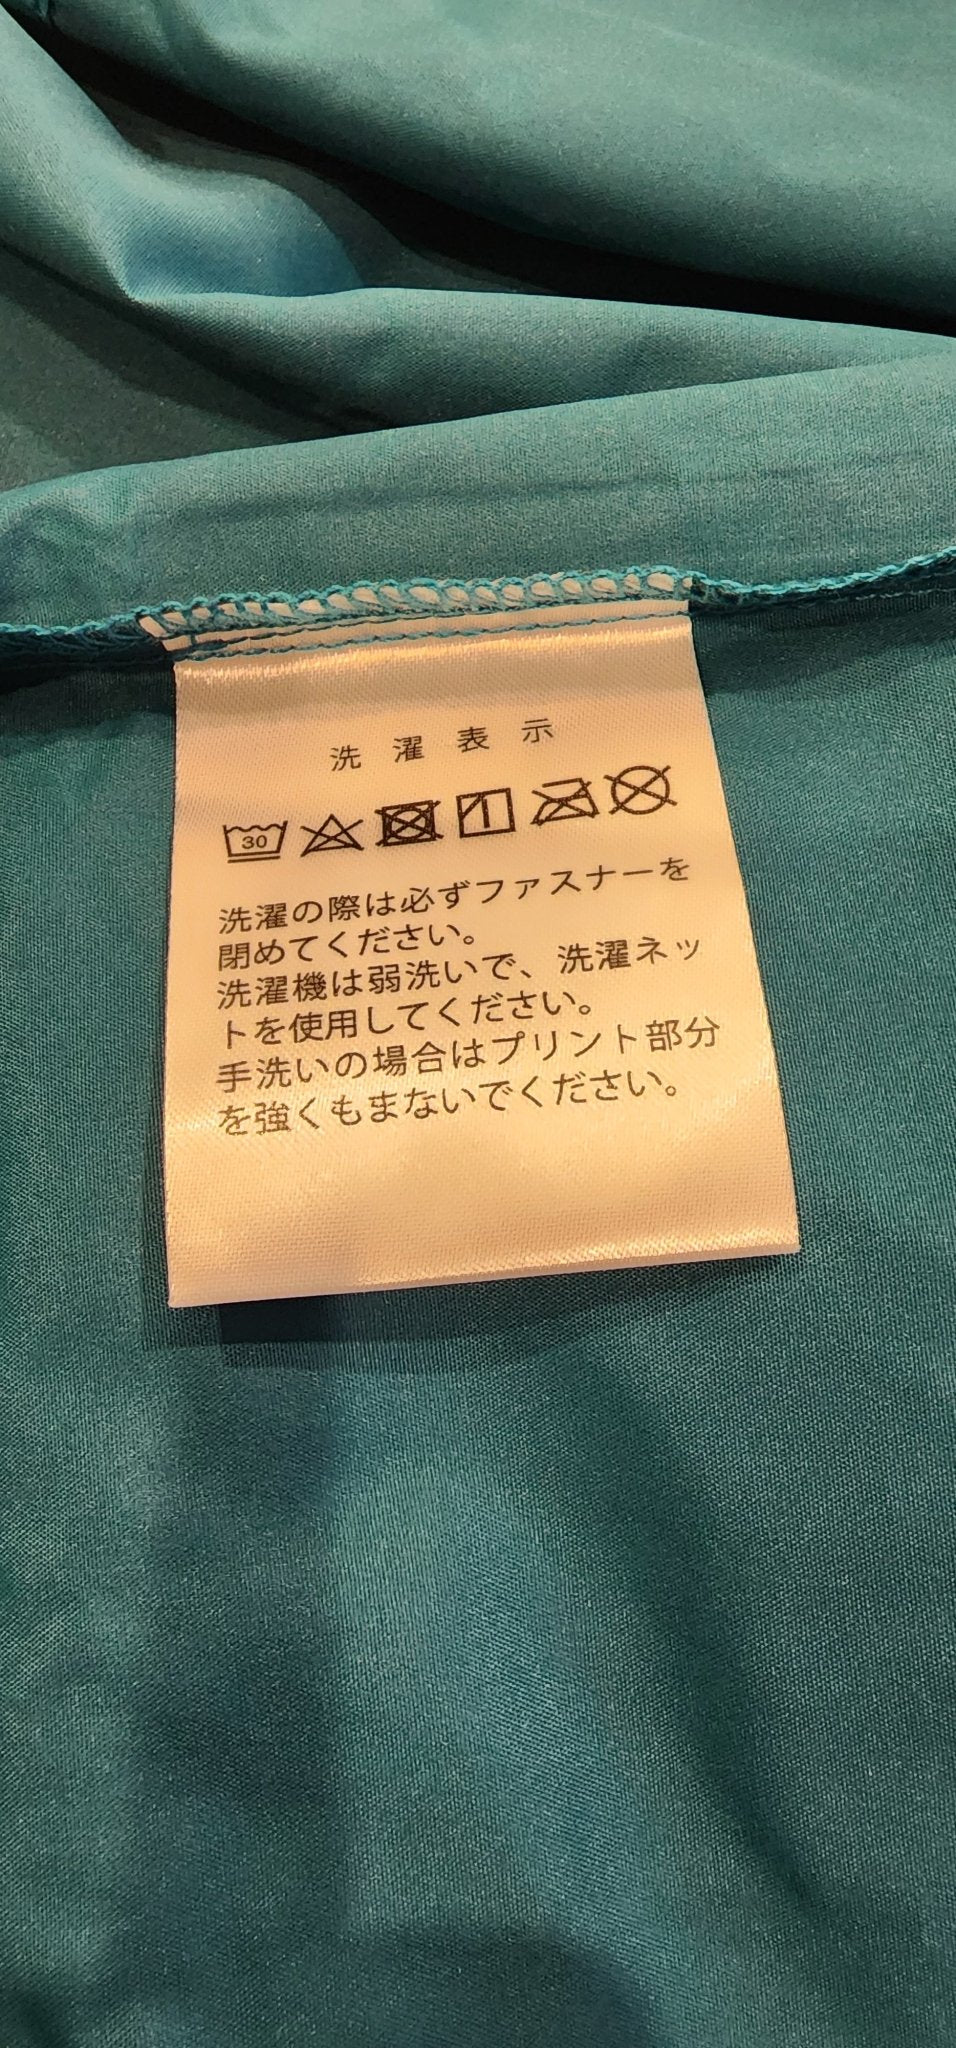 洗濯表示
30
洗濯の際は必ずファスナーを
閉めてください。
洗濯機は弱洗いで、洗濯ネッ
トを使用してください。
手洗いの場合はプリント部分
を強くもまないでください。